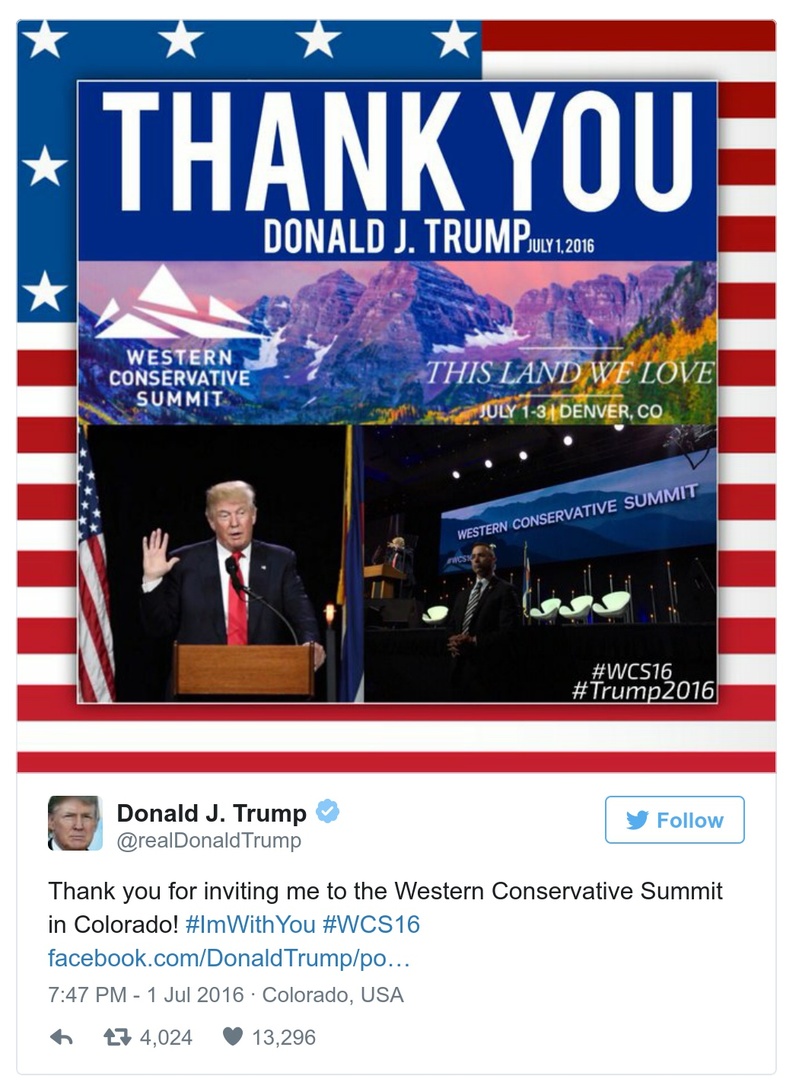 THANK YOU
DONALD J. TRUMP JULY 1, 2016
WESTERN
CONSERVATIVE
SUMMIT
THIS LAND WE LOVE
JULY 1-3 | DENVER, CO
WESTERN CONSERVATIVE SUMMIT
#WCS16
#WCS16
#Trump2016
Donald J. Trump
@realDonaldTrump
Follow
Thank you for inviting me to the Western Conservative Summit
in Colorado! #ImWithYou #WCS16
facebook.com/DonaldTrump/po…
7:47 PM - 1 Jul 2016 · Colorado, USA
4,024 13,296